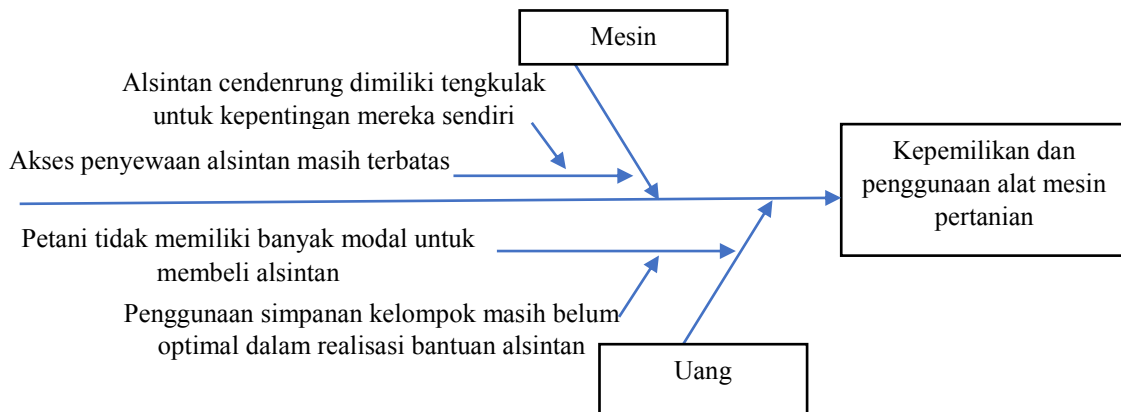 Mesin
Alsintan cendenrung dimiliki tengkulak
untuk kepentingan mereka sendiri
Akses penyewaan alsintan masih terbatas
Kepemilikan dan
penggunaan alat mesin
pertanian
Petani tidak memiliki banyak modal untuk
membeli alsintan
Penggunaan simpanan kelompok masih belum
optimal dalam realisasi bantuan alsintan
Uang